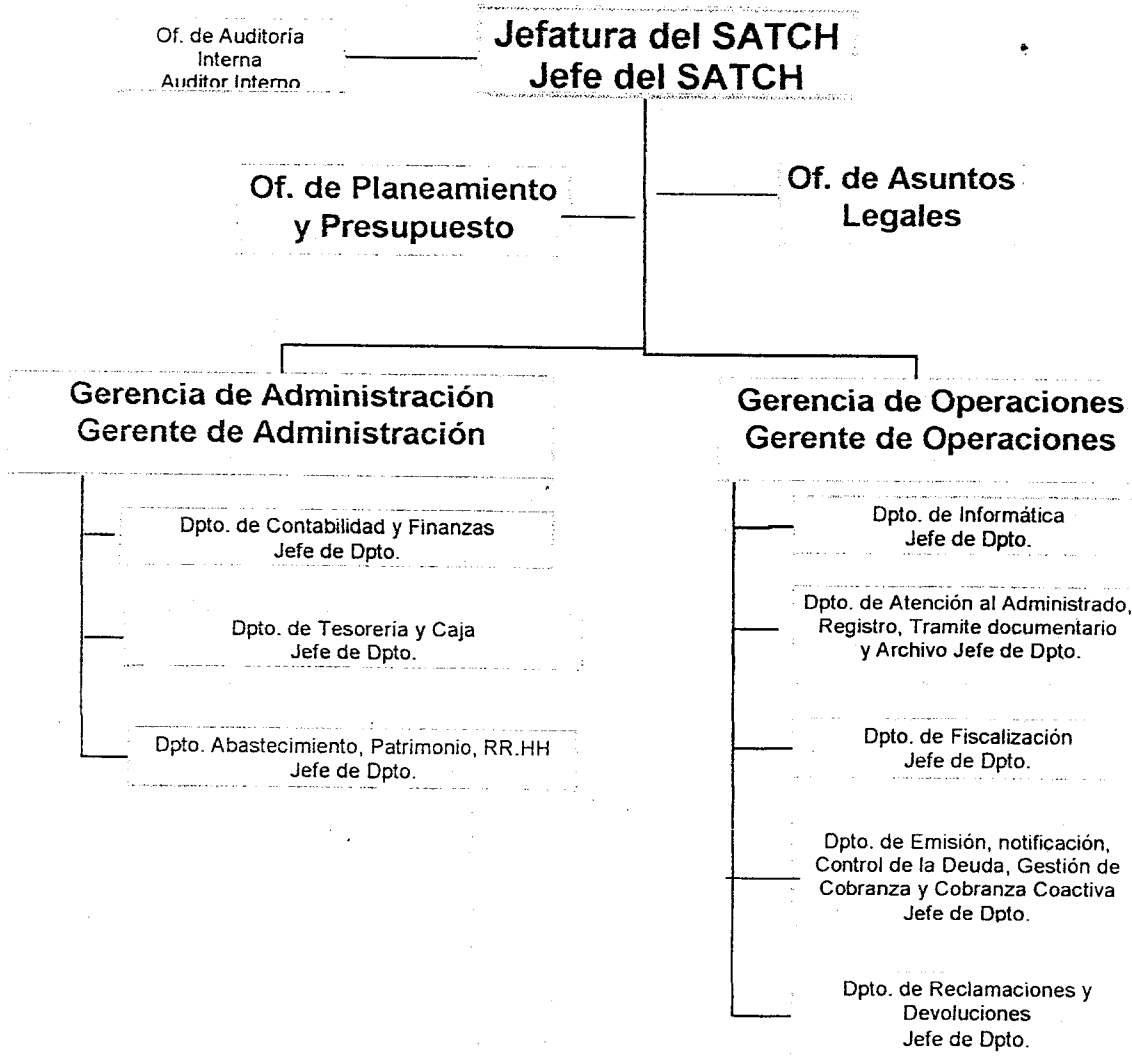 Of. de Auditoría
Interna
Auditor Interno
Jefatura del SATCH
Jefe del SATCH
Of. de Planeamiento
y Presupuesto
Of. de Asuntos
Legales
Gerencia de Administración
Gerente de Administración
Dpto. de Contabilidad y Finanzas
Jefe de Dpto.
Dpto. de Tesorería y Caja
Jefe de Dpto.
Dpto. Abastecimiento, Patrimonio, RR.HH
Jefe de Dpto.
Gerencia de Operaciones
Gerente de Operaciones
Dpto. de Informática
Jefe de Dpto.
Dpto. de Atención al Administrado,
Registro, Tramite documentario
y Archivo Jefe de Dpto.
Dpto. de Fiscalización
Jefe de Dpto.
Dpto. de Emisión, notificación,
Control de la Deuda, Gestión de
Cobranza y Cobranza Coactiva
Jefe de Dpto.
Dpto. de Reclamaciones y
Devoluciones
Jefe de Dpto.